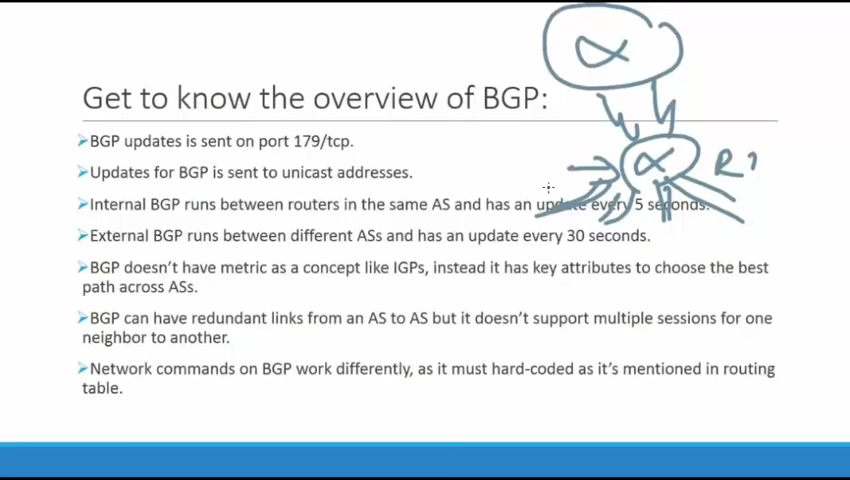 Get to know the overview of BGP:
➢BGP updates is sent on port 179/tcp.
➢Updates for BGP is sent to unicast addresses.
➢Internal BGP runs between routers in the same AS and has an update every 5 seconds.
➢External BGP runs between different ASs and has an update every 30 seconds.
➢BGP doesn't have metric as a concept like IGPs, instead it has key attributes to choose the best
path across ASs.
➢BGP can have redundant links from an AS to AS but it doesn't support multiple sessions for one
neighbor to another.
➢Network commands on BGP work differently, as it must hard-coded as it's mentioned in routing
table.